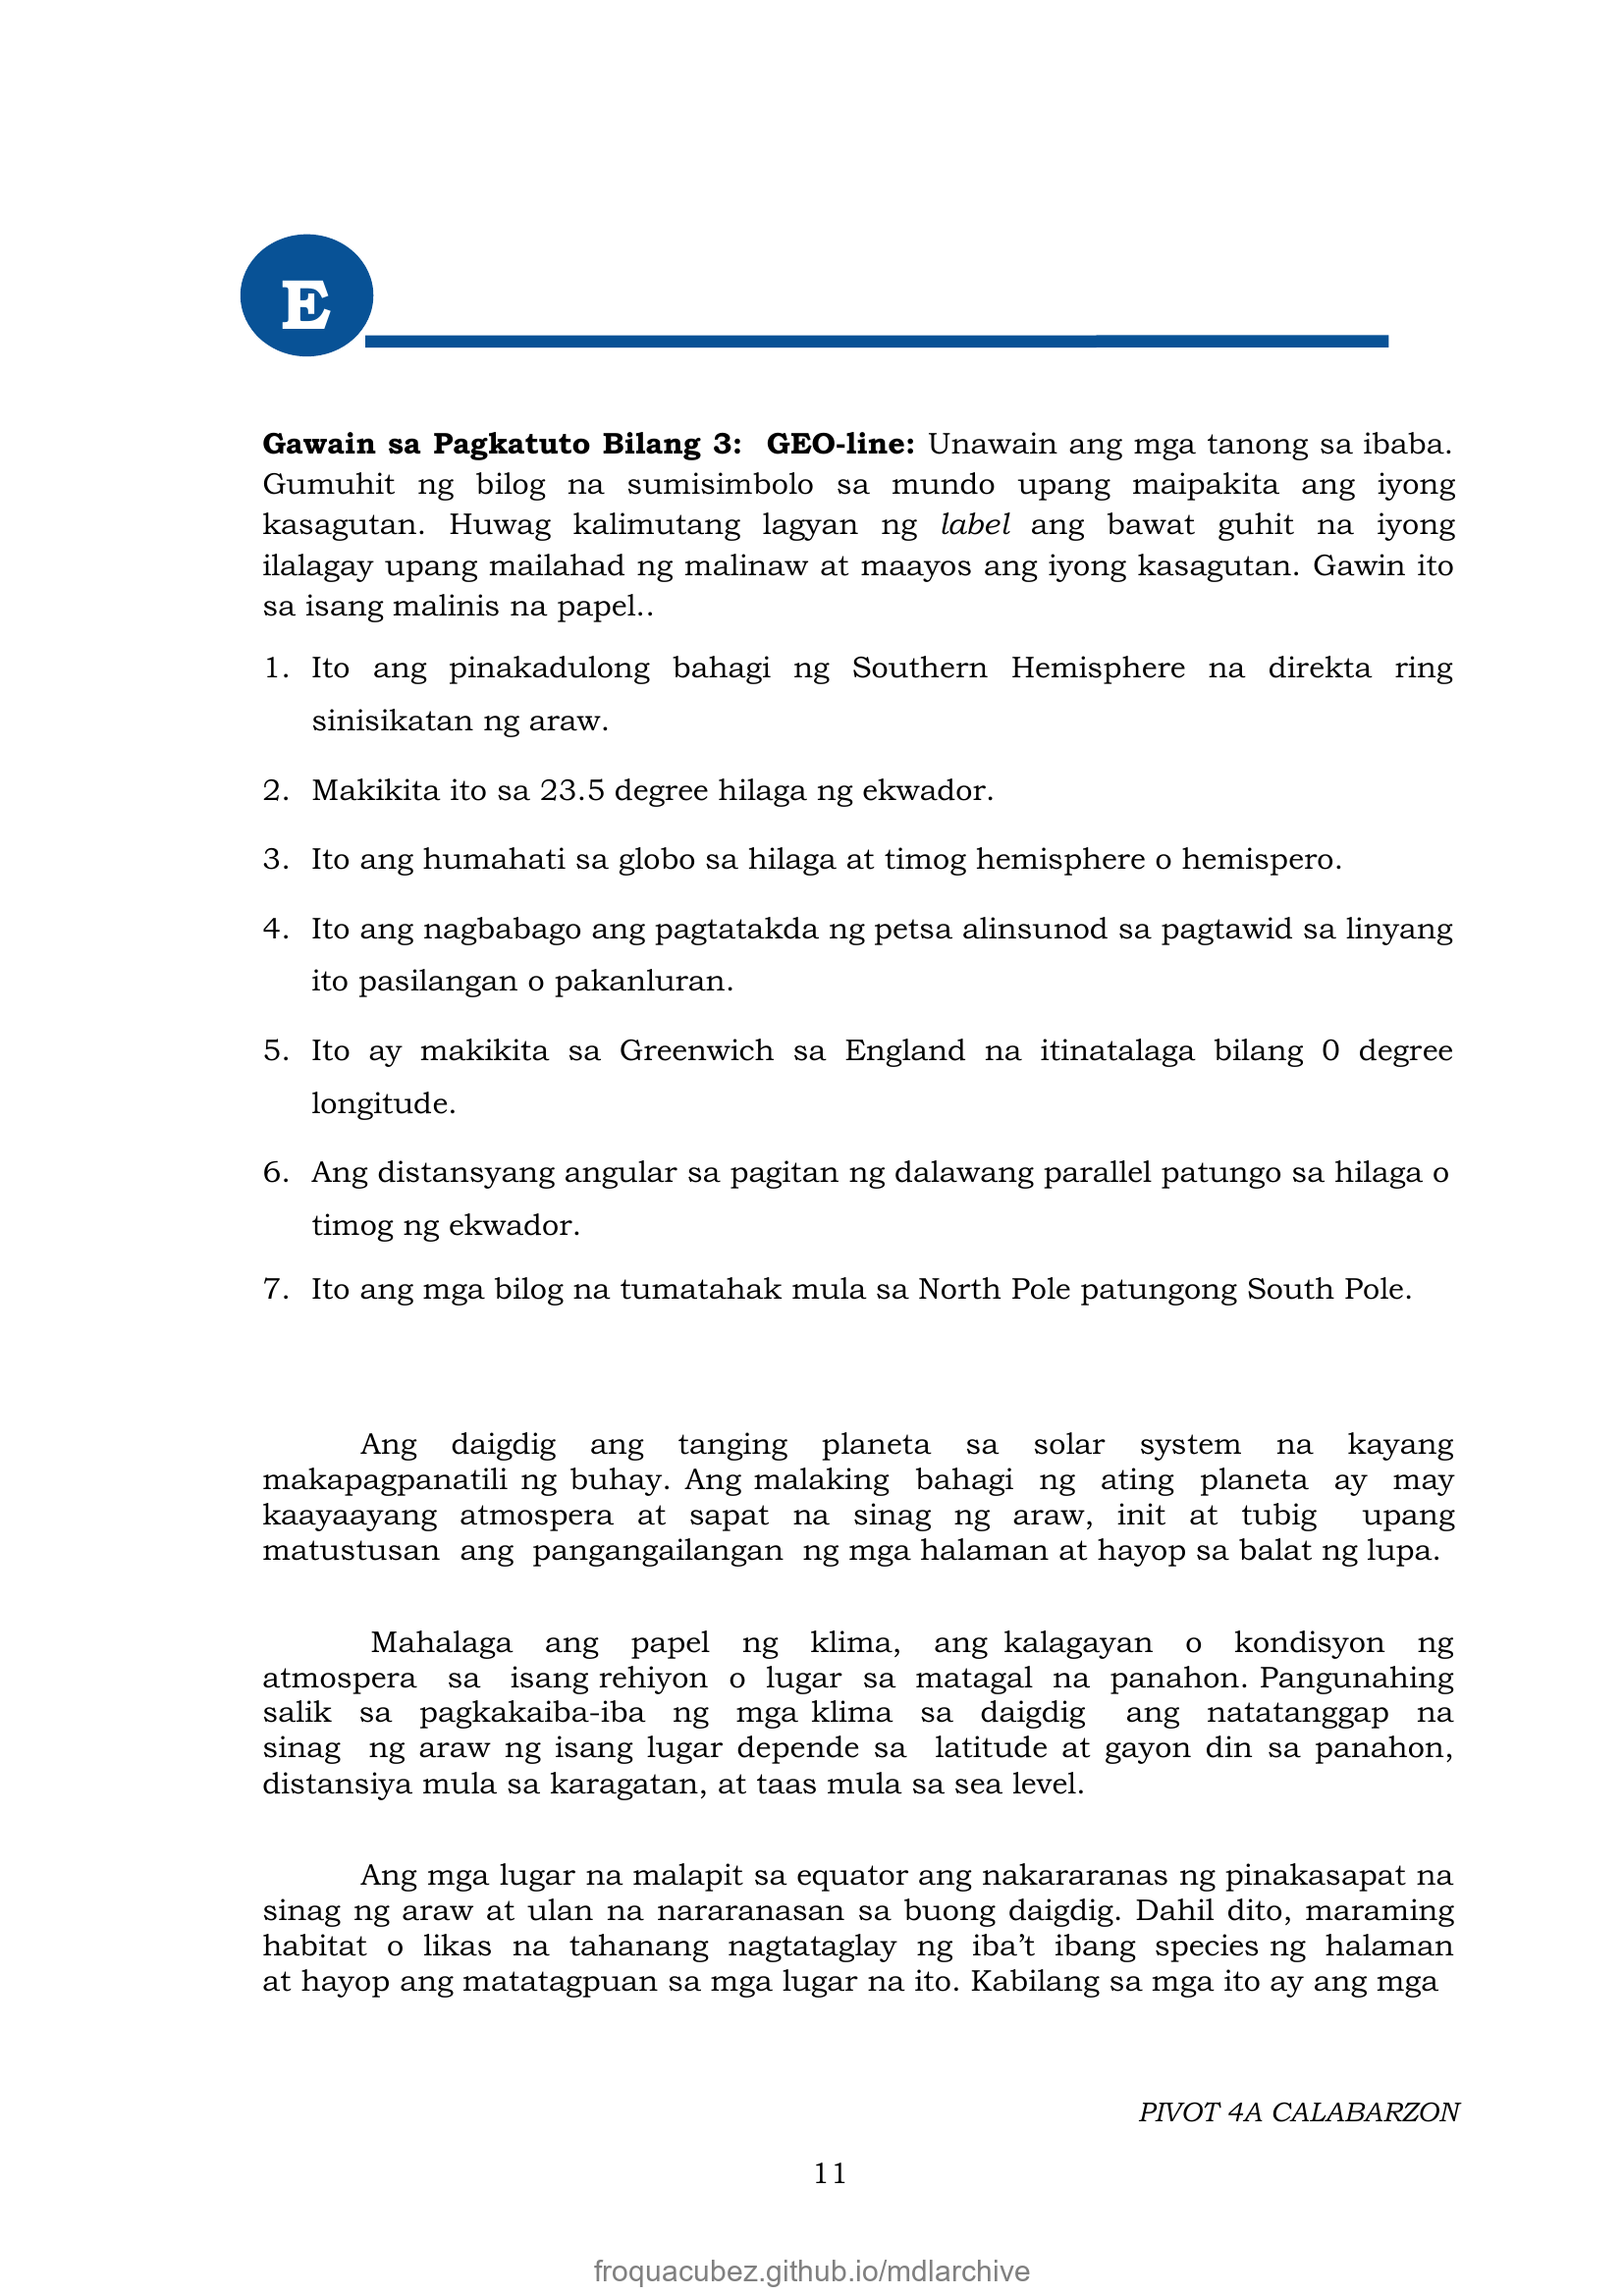 E
Gawain sa Pagkatuto Bilang 3: GEO-line: Unawain ang mga tanong sa ibaba.
Gumuhit ng bilog na sumisimbolo sa mundo upang maipakita ang iyong
kasagutan. Huwag kalimutang lagyan ng label ang bawat guhit na iyong
ilalagay upang mailahad ng malinaw at maayos ang iyong kasagutan. Gawin ito
sa isang malinis na papel..
1. Ito ang pinakadulong bahagi ng Southern Hemisphere na direkta ring
sinisikatan ng araw.
2. Makikita ito sa 23.5 degree hilaga ng ekwador.
3. Ito ang humahati sa globo sa hilaga at timog hemisphere o hemispero.
4. Ito ang nagbabago ang pagtatakda ng petsa alinsunod sa pagtawid sa linyang
ito pasilangan o pakanluran.
5. Ito ay makikita sa Greenwich sa England na itinatalaga bilang 0 degree
longitude.
6. Ang distansyang angular sa pagitan ng dalawang parallel patungo sa hilaga o
timog ng ekwador.
7. Ito ang mga bilog na tumatahak mula sa North Pole patungong South Pole.
Ang daigdig ang tanging planeta sa solar system na kayang
makapagpanatili ng buhay. Ang malaking bahagi ng ating planeta ay may
kaayaayang atmospera at sapat na sinag ng araw, init at tubig upang
matustusan ang pangangailangan ng mga halaman at hayop sa balat ng lupa.
Mahalaga ang papel ng klima, ang kalagayan o kondisyon ng
atmospera sa isang rehiyon o lugar sa matagal na panahon. Pangunahing
salik sa pagkakaiba-iba ng mga klima sa daigdig ang natatanggap na
sinag ng araw ng isang lugar depende sa latitude at gayon din sa panahon,
distansiya mula sa karagatan, at taas mula sa sea level.
Ang mga lugar na malapit sa equator ang nakararanas ng pinakasapat na
sinag ng araw at ulan na nararanasan sa buong daigdig. Dahil dito, maraming
habitat o likas na tahanang nagtataglay ng iba’t ibang species ng halaman
at hayop ang matatagpuan sa mga lugar na ito. Kabilang sa mga ito ay ang mga
PIVOT 4A CALABARZON
11
froquacubez.github.io/mdlarchive